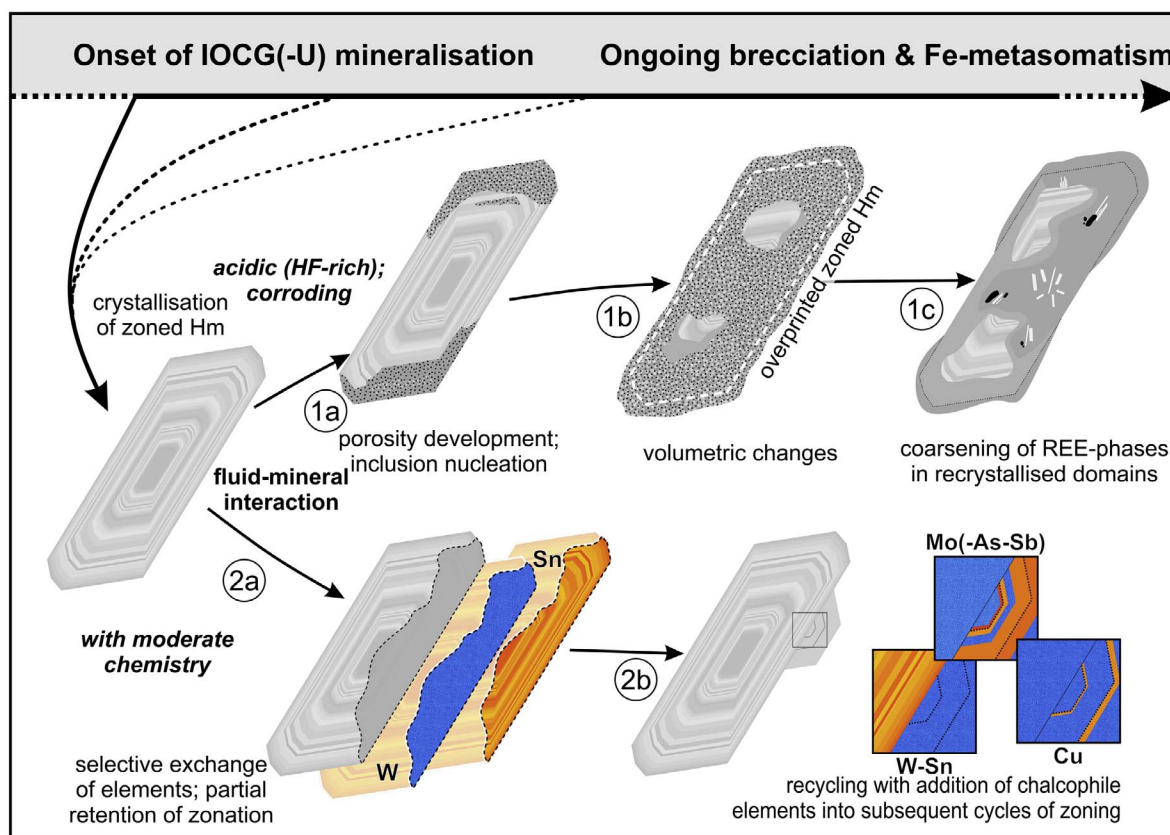 Onset of IOCG(-U) mineralisation
Ongoing brecciation & Fe-metasomatism
crystallisation
of zoned Hm
acidic (HF-rich);
corroding
1a
porosity development;
inclusion nucleation
1b
overprinted zoned Hm
volumetric changes
1c
coarsening of REE-phases
in recrystallised domains
fluid-mineral
interaction
2a
with moderate
chemistry
selective exchange
of elements; partial
retention of zonation
W
Sn
2b
Mo(-As-Sb)
W-Sn
Cu
recycling with addition of chalcophile
elements into subsequent cycles of zoning